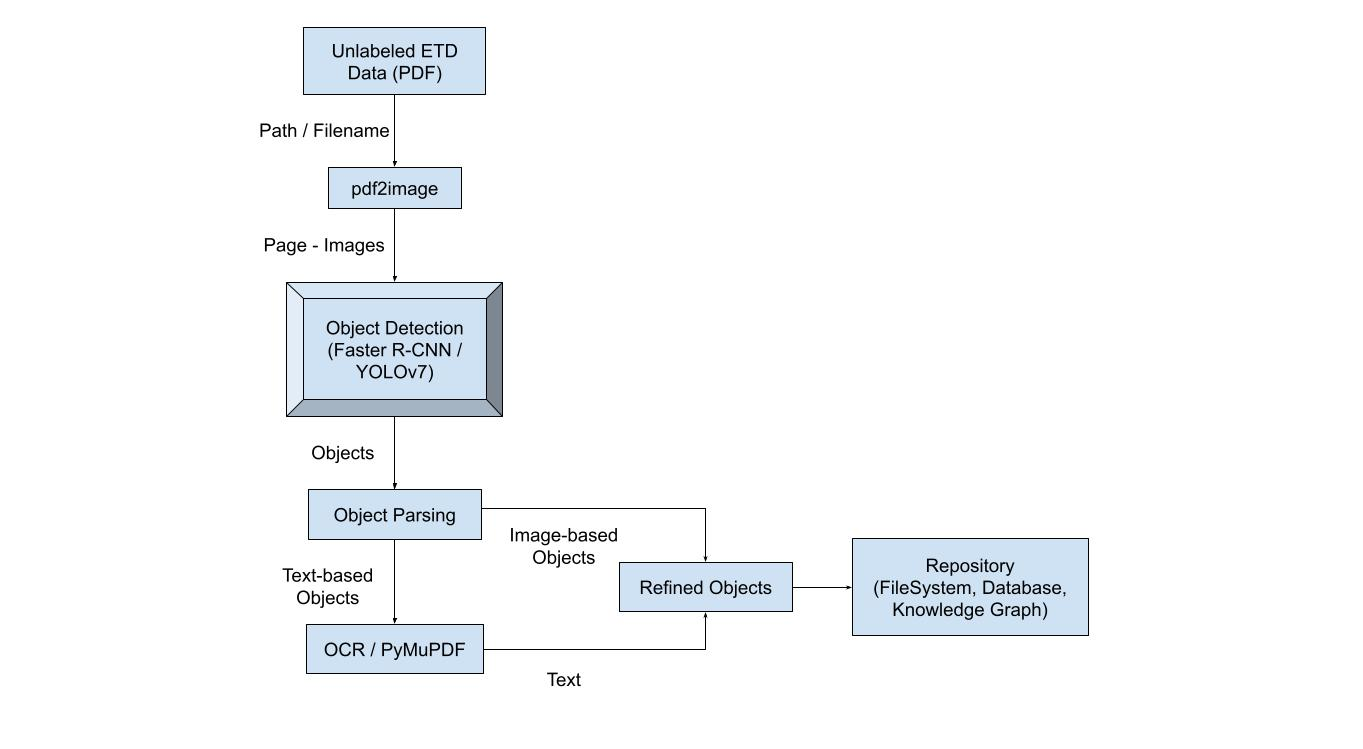 Unlabeled ETD
Data (PDF)
Path / Filename
pdf2image
Page - Images
Object Detection
(Faster R-CNN /
YOLOv7)
Objects
Object Parsing
Image-based
Objects
Text-based
Objects
Refined Objects
Repository
(FileSystem, Database,
Knowledge Graph)
OCR / PyMuPDF
Text